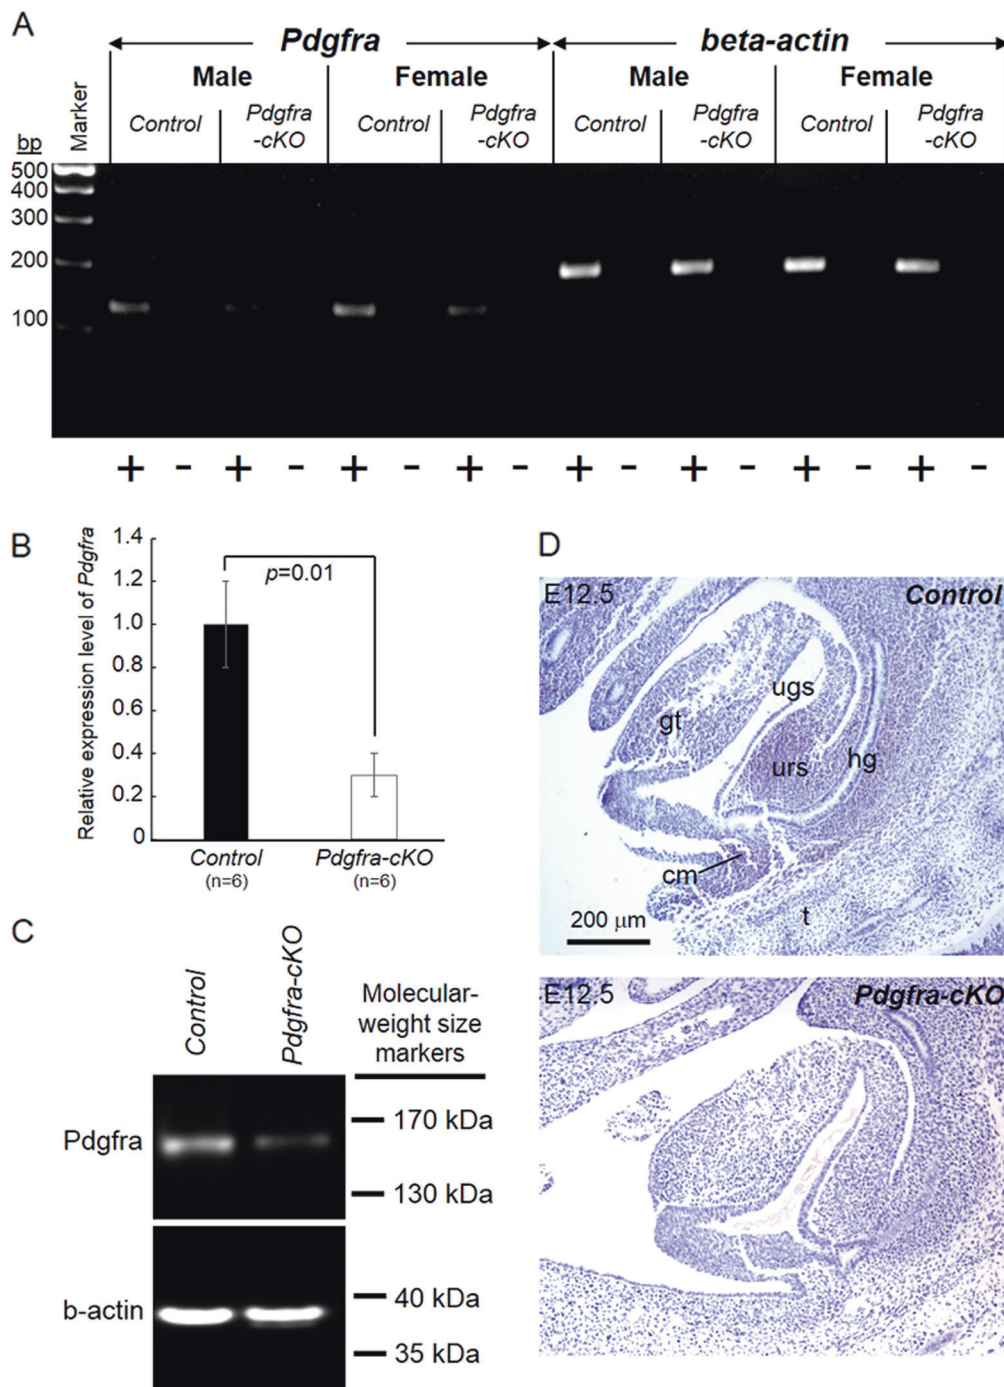 A
Pdgfra
beta-actin
Male
Female
Male
Female
Marker
Control
Pdgfra
-cKO
Control
Pdgfra
-cKO
Control
Pdgfra
-cKO
Control
Pdgfra
-cKO
bp
500
400
300
200
100
+ - + - + - + - + - + - + - + -
B
Relative expression level of Pdgfra
1.4
1.2
1.0
0.8
0.6
0.4
0.2
0
p=0.01
Control
(n=6)
Pdgfra-cKO
(n=6)
C
Control
Pdgfra-cKO
Molecular-
weight size
markers
Pdgfra
170 kDa
130 kDa
b-actin
40 kDa
35 kDa
D
E12.5
Control
ugs
gt
urs
hg
cm
t
200 μm
E12.5
Pdgfra-cKO